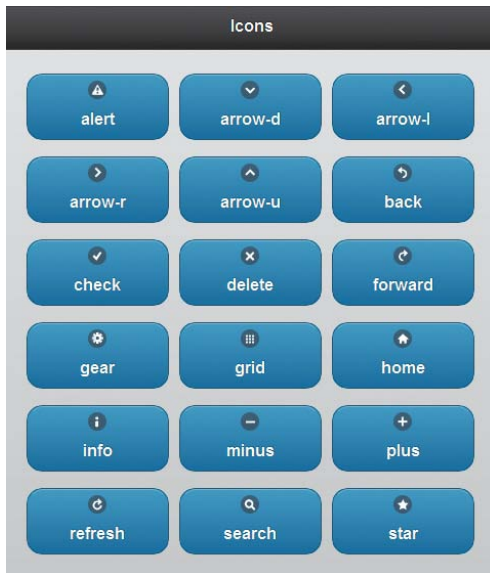 Icons
alert
arrow-d
arrow-l
arrow-r
arrow-u
back
check
delete
forward
gear
grid
home
info
minus
plus
refresh
search
star